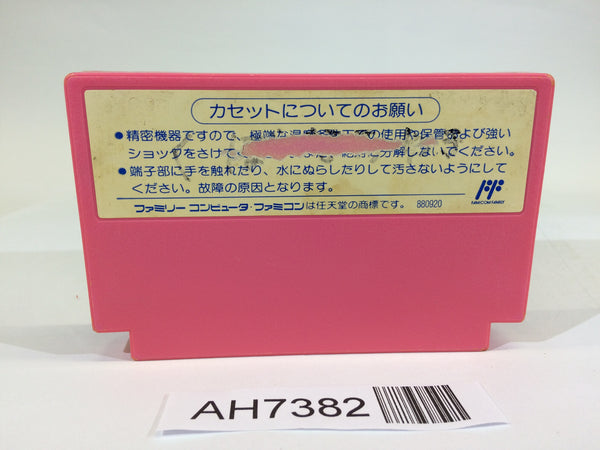 カセットについてのお願い
●精密機器ですので、極端な温 での使用や保管および強い
ショックをさけて 絶対に分解しないでください。
●端子部に手を触れたり、水にぬらしたりして汚さないようにして
ください。故障の原因となります。
ファミリー コンピュータ・ファミコンは任天堂の商標です。 880920
FAMICOM FAMILY
AH7382